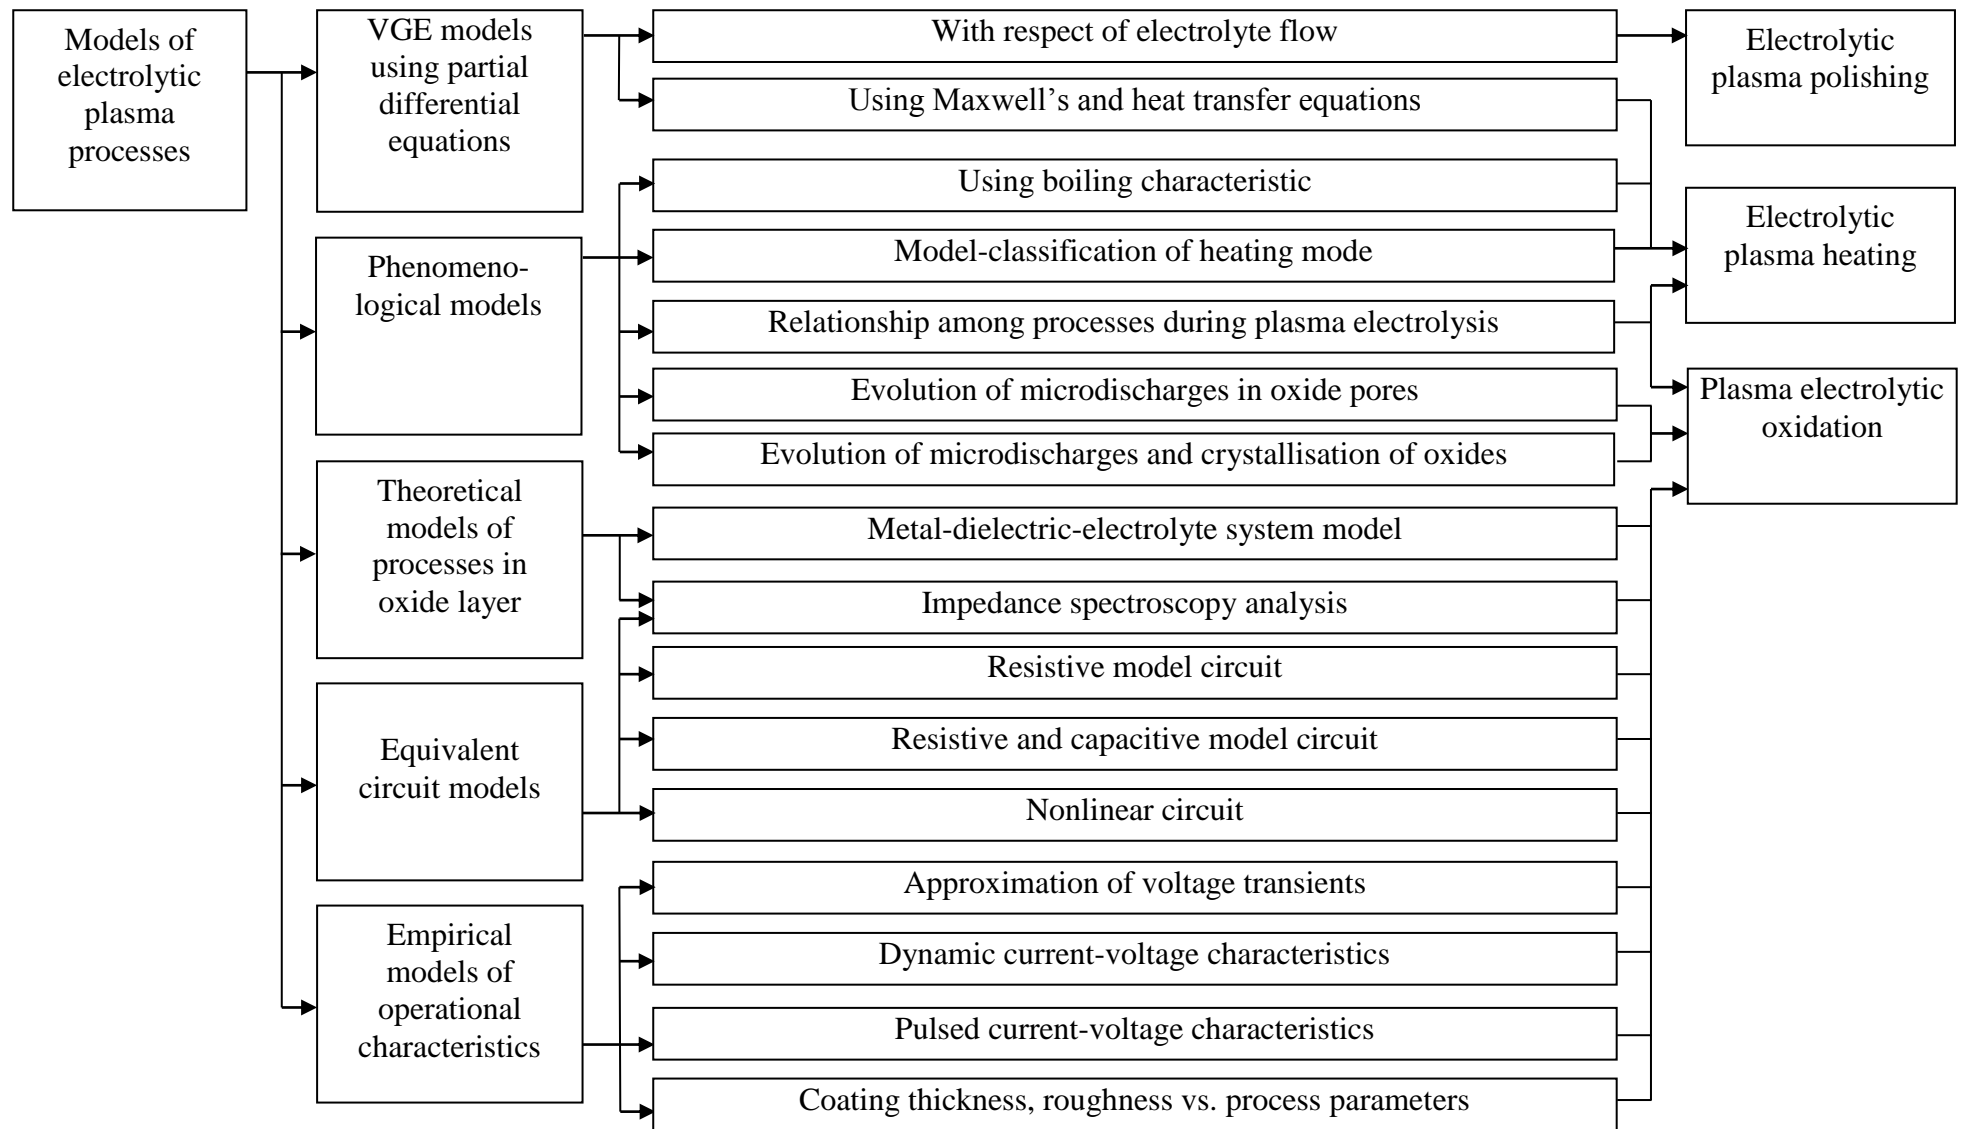 Models of
electrolytic
plasma
processes
VGE models
using partial
differential
equations
Phenomeno-
logical models
Theoretical
models of
processes in
oxide layer
Equivalent
circuit models
Empirical
models of
operational
characteristics
With respect of electrolyte flow
Using Maxwell’s and heat transfer equations
Using boiling characteristic
Model-classification of heating mode
Relationship among processes during plasma electrolysis
Evolution of microdischarges in oxide pores
Evolution of microdischarges and crystallisation of oxides
Metal-dielectric-electrolyte system model
Impedance spectroscopy analysis
Resistive model circuit
Resistive and capacitive model circuit
Nonlinear circuit
Approximation of voltage transients
Dynamic current-voltage characteristics
Pulsed current-voltage characteristics
Coating thickness, roughness vs. process parameters
Electrolytic
plasma polishing
Electrolytic
plasma heating
Plasma electrolytic
oxidation